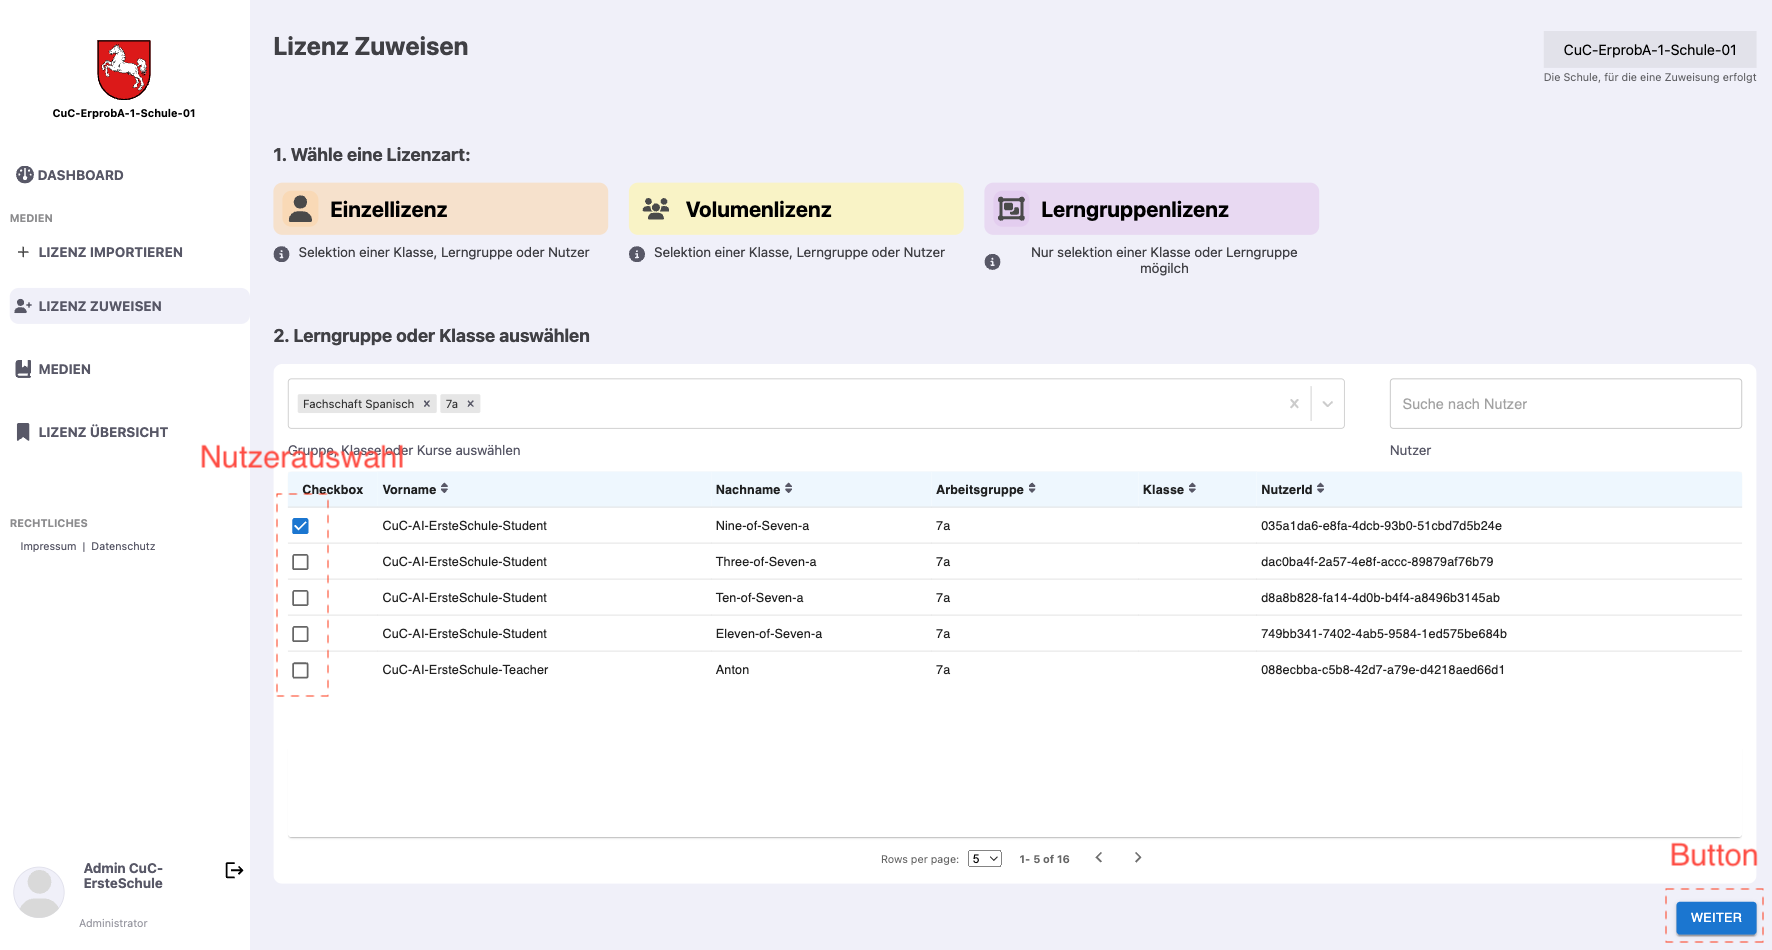 CuC-ErprobA-1-Schule-01
DASHBOARD
MEDIEN
LIZENZ IMPORTIEREN
LIZENZ ZUWEISEN
MEDIEN
LIZENZ ÜBERSICHT
RECHTLICHES
Impressum | Datenschutz
Admin CuC-
ErsteSchule
Administrator
Lizenz Zuweisen
CuC-ErprobA-1-Schule-01
Die Schule, für die eine Zuweisung erfolgt
1. Wähle eine Lizenzart:
Einzellizenz
Selektion einer Klasse, Lerngruppe oder Nutzer
Volumenlizenz
Selektion einer Klasse, Lerngruppe oder Nutzer
Lerngruppenlizenz
Nur selektion einer Klasse oder Lerngruppe
mögilch
2. Lerngruppe oder Klasse auswählen
Fachschaft Spanisch × 7a ×
Suche nach Nutzer
Gruppe, Klasse oder Kurse auswählen
Nutzer
Nutzerauswahl
Checkbox Vorname Nachname Arbeitsgruppe Klasse NutzerId
CuC-AI-ErsteSchule-Student Nine-of-Seven-a 7a 035a1da6-e8fa-4dcb-93b0-51cbd7d5b24e
CuC-AI-ErsteSchule-Student Three-of-Seven-a 7a dac0ba4f-2a57-4e8f-accc-89879af76b79
CuC-AI-ErsteSchule-Student Ten-of-Seven-a 7a d8a8b828-fa14-4d0b-b4f4-a8496b3145ab
CuC-AI-ErsteSchule-Student Eleven-of-Seven-a 7a 749bb341-7402-4ab5-9584-1ed575be684b
CuC-AI-ErsteSchule-Teacher Anton 7a 088ecbba-c5b8-42d7-a79e-d4218aed66d1
Rows per page: 5 1- 5 of 16
Button
WEITER